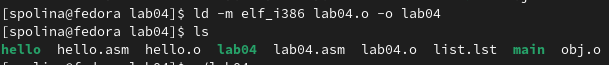 [spolina@fedora lab04]$ ld -m elf_i386 lab04.o -o lab04
[spolina@fedora lab04]$ ls
hello  hello.asm  hello.o  lab04  lab04.asm  lab04.o  list.lst  main  obj.o